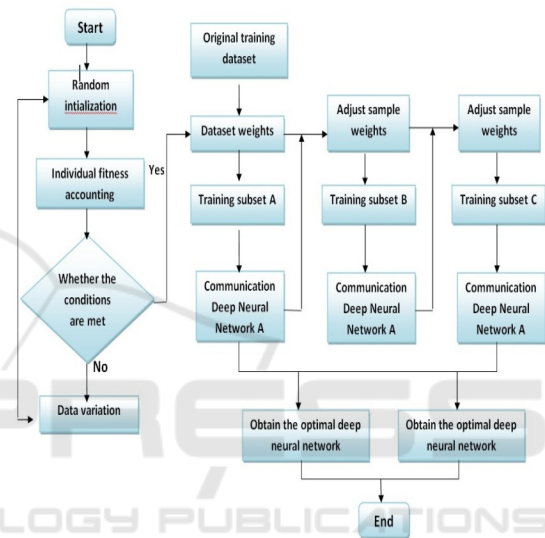 Start
Random
intialization
Individual fitness
accounting
Whether the
conditions
are met
Yes
No
Data variation
Original training
dataset
Dataset weights
Training subset A
Communication
Deep Neural
Network A
Adjust sample
weights
Training subset B
Communication
Deep Neural
Network A
Adjust sample
weights
Training subset C
Communication
Deep Neural
Network A
Obtain the optimal deep
neural network
Obtain the optimal deep
neural network
End
PRESS
LOGY PUBLICATIONS